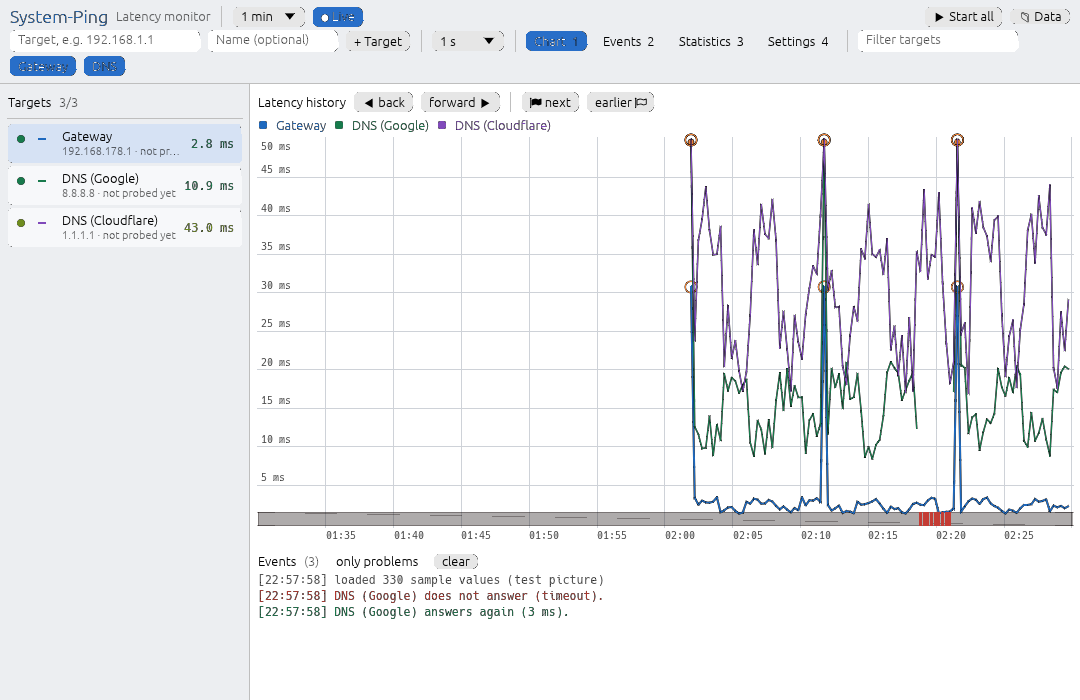 System-Ping Latency monitor 1 min Live Start all Data
Target, e.g. 192.168.1.1 Name (optional) + Target 1 s Chart 1 Events 2 Statistics 3 Settings 4 Filter targets
Gateway DNS
Targets 3/3
Gateway
192.168.178.1 · not pr... 2.8 ms
DNS (Google)
8.8.8.8 · not probed yet 10.9 ms
DNS (Cloudflare)
1.1.1.1 · not probed yet 43.0 ms
Latency history back forward next earlier
Gateway DNS (Google) DNS (Cloudflare)
50 ms
45 ms
40 ms
35 ms
30 ms
25 ms
20 ms
15 ms
10 ms
5 ms
01:35 01:40 01:45 01:50 01:55 02:00 02:05 02:10 02:15 02:20 02:25
Events (3) only problems clear
[22:57:58] loaded 330 sample values (test picture)
[22:57:58] DNS (Google) does not answer (timeout).
[22:57:58] DNS (Google) answers again (3 ms).